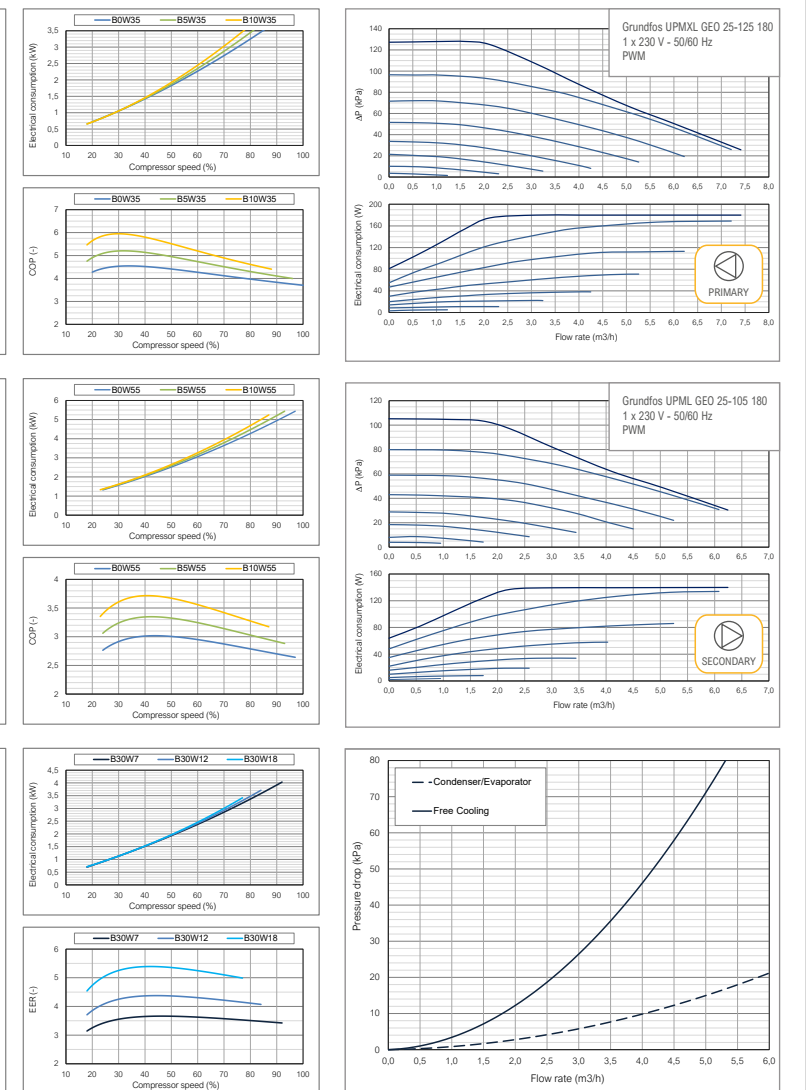 B0W35 B5W35 B10W35
Electrical consumption (kW)
3,5
3
2,5
2
1,5
1
0,5
0
10 20 30 40 50 60 70 80 90 100
Compressor speed (%)
B0W35 B5W35 B10W35
COP (-)
7
6
5
4
3
2
10 20 30 40 50 60 70 80 90 100
Compressor speed (%)
Grundfos UPMXL GEO 25-125 180
1 x 230 V - 50/60 Hz
PWM
ΔP (kPa)
140
120
100
80
60
40
20
0
0,0 0,5 1,0 1,5 2,0 2,5 3,0 3,5 4,0 4,5 5,0 5,5 6,0 6,5 7,0 7,5 8,0
Electrical consumption (W)
200
160
120
80
40
0
0,0 0,5 1,0 1,5 2,0 2,5 3,0 3,5 4,0 4,5 5,0 5,5 6,0 6,5 7,0 7,5 8,0
Flow rate (m3/h)
PRIMARY
B0W55 B5W55 B10W55
Electrical consumption (kW)
6
5
4
3
2
1
0
10 20 30 40 50 60 70 80 90 100
Compressor speed (%)
B0W55 B5W55 B10W55
COP (-)
4
3,5
3
2,5
2
10 20 30 40 50 60 70 80 90 100
Compressor speed (%)
Grundfos UPML GEO 25-105 180
1 x 230 V - 50/60 Hz
PWM
ΔP (kPa)
120
100
80
60
40
20
0
0,0 0,5 1,0 1,5 2,0 2,5 3,0 3,5 4,0 4,5 5,0 5,5 6,0 6,5 7,0
Electrical consumption (W)
160
120
80
40
0
0,0 0,5 1,0 1,5 2,0 2,5 3,0 3,5 4,0 4,5 5,0 5,5 6,0 6,5 7,0
Flow rate (m3/h)
SECONDARY
B30W7 B30W12 B30W18
Electrical consumption (kW)
4,5
4
3,5
3
2,5
2
1,5
1
0,5
0
10 20 30 40 50 60 70 80 90 100
Compressor speed (%)
B30W7 B30W12 B30W18
EER (-)
6
5
4
3
2
10 20 30 40 50 60 70 80 90 100
Compressor speed (%)
Condenser/Evaporator
Free Cooling
Pressure drop (kPa)
80
70
60
50
40
30
20
10
0
0,0 0,5 1,0 1,5 2,0 2,5 3,0 3,5 4,0 4,5 5,0 5,5 6,0
Flow rate (m3/h)